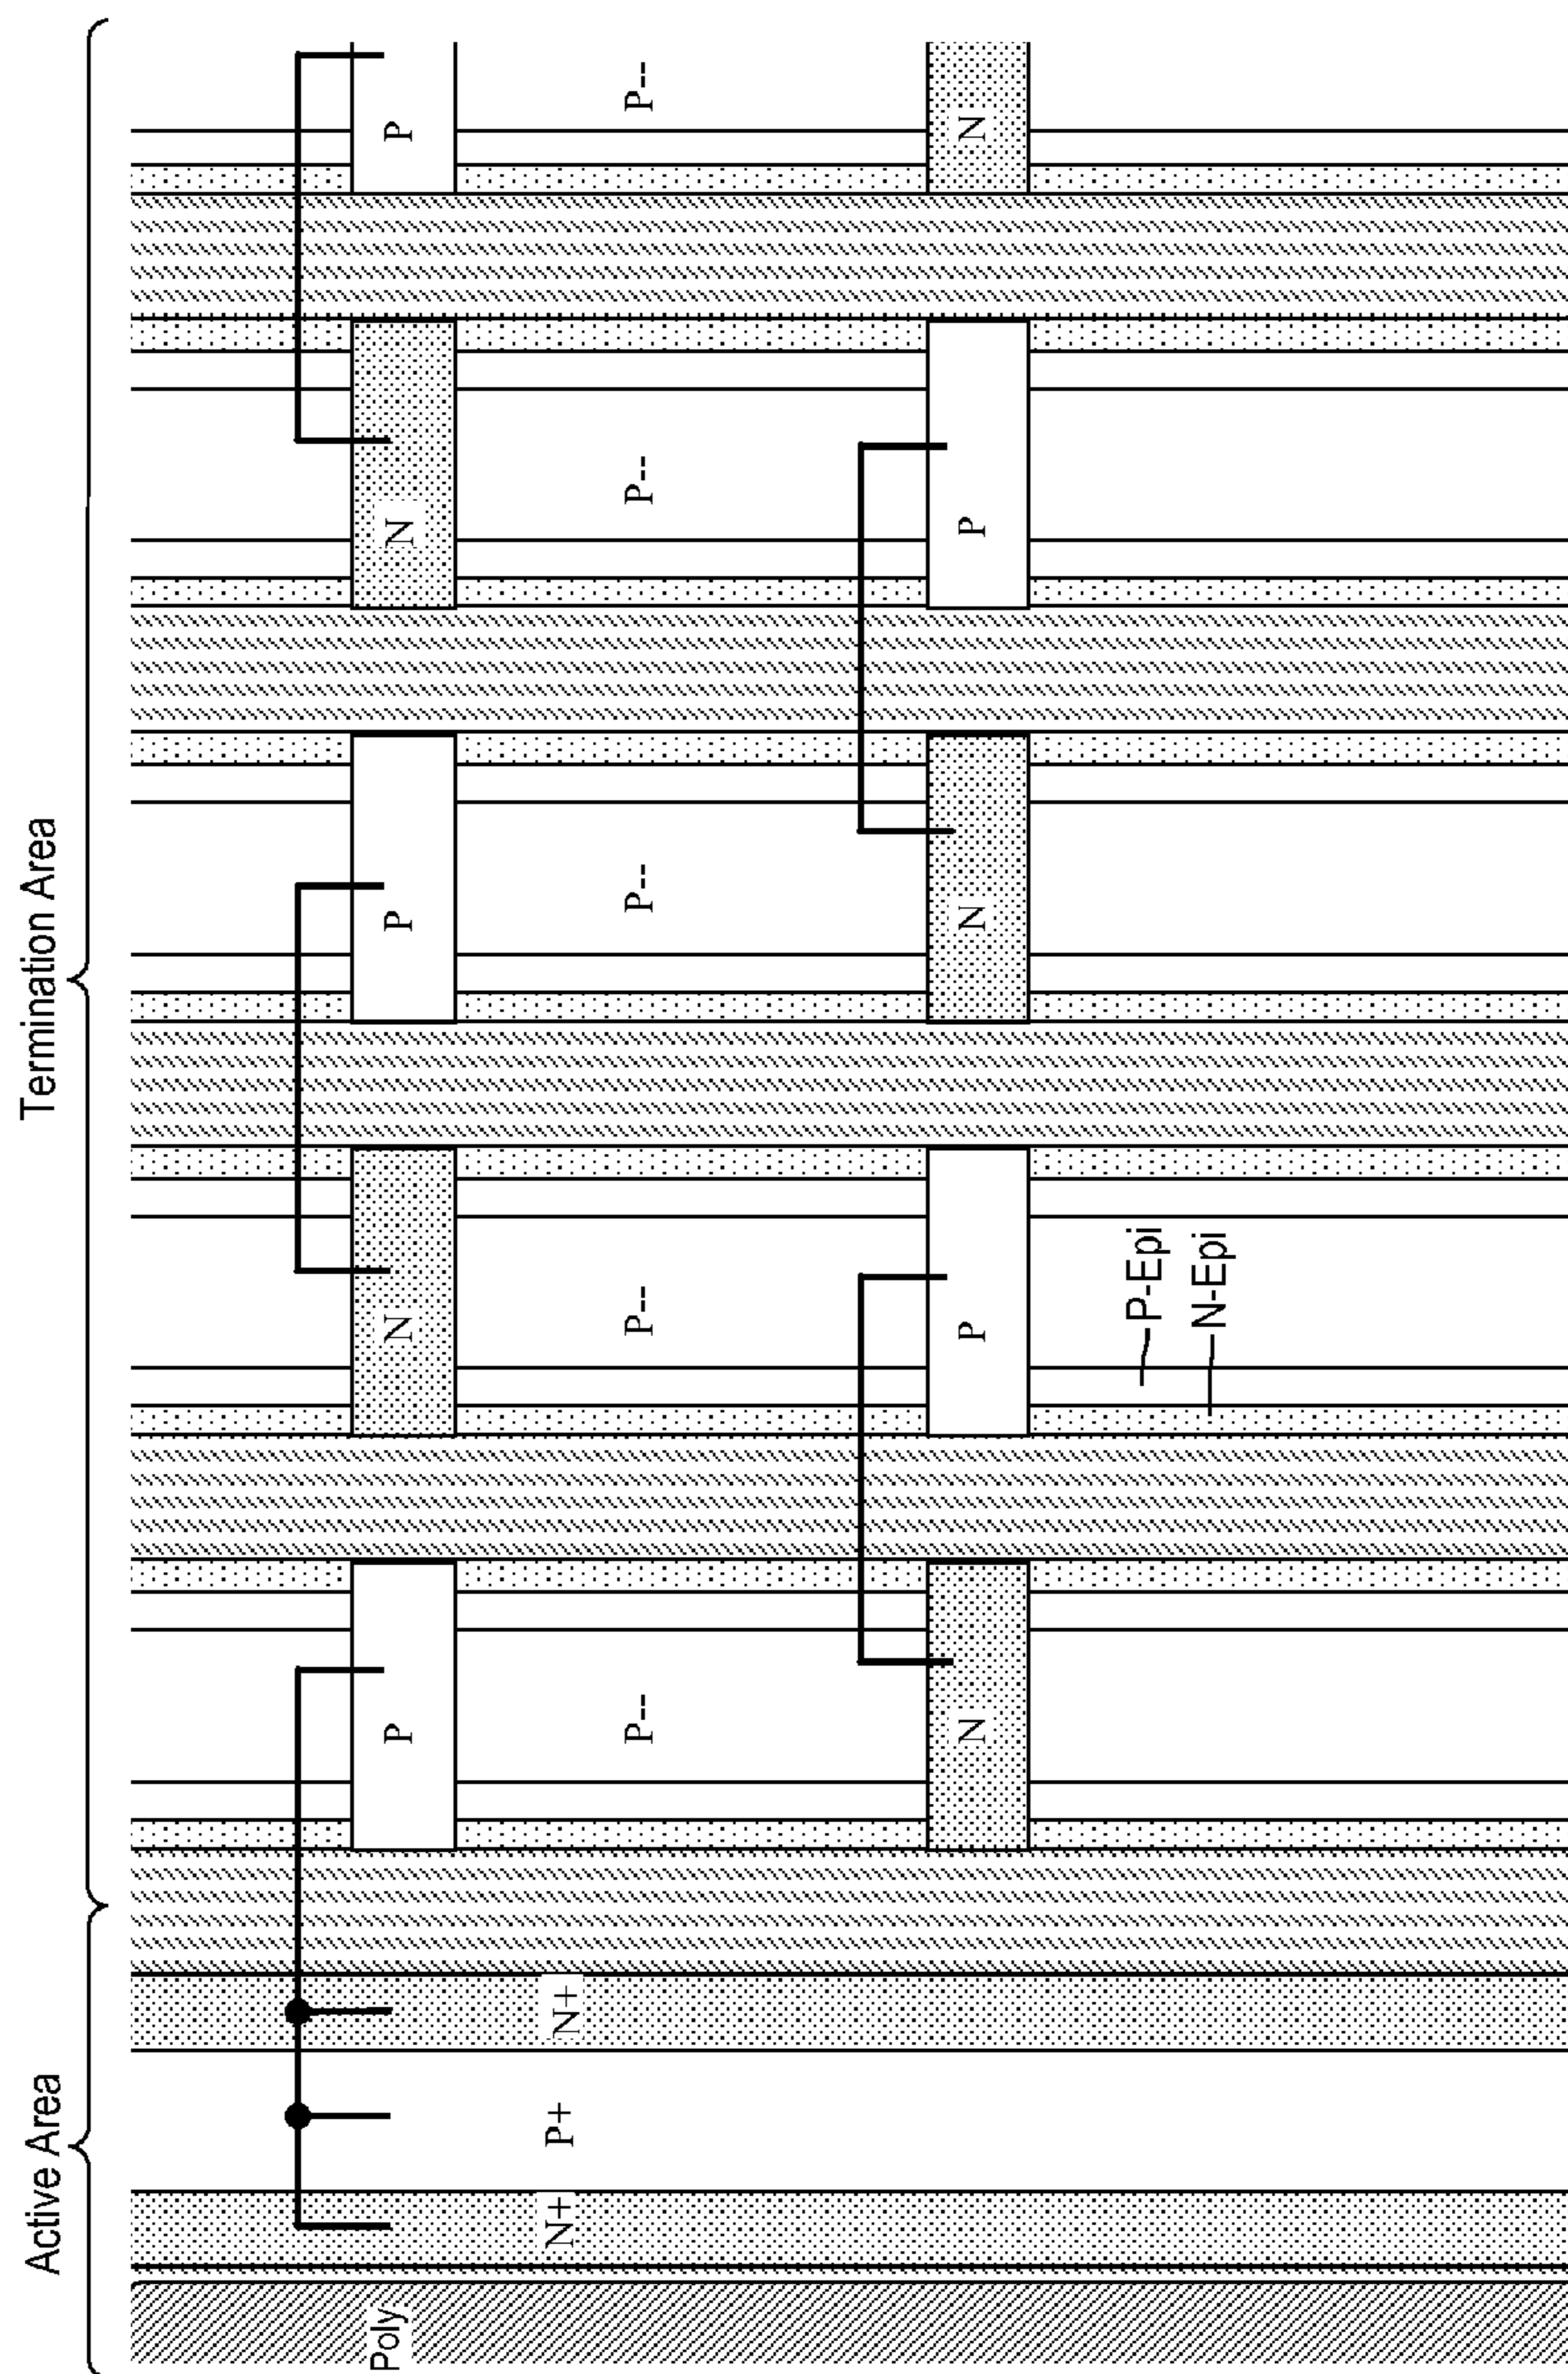 Active Area
Termination Area
Poly
P
N
P
N
P
N+
P+
N+
P--
P--
P--
P--
P--
N
P
N
P
N
P-Epi
N-Epi